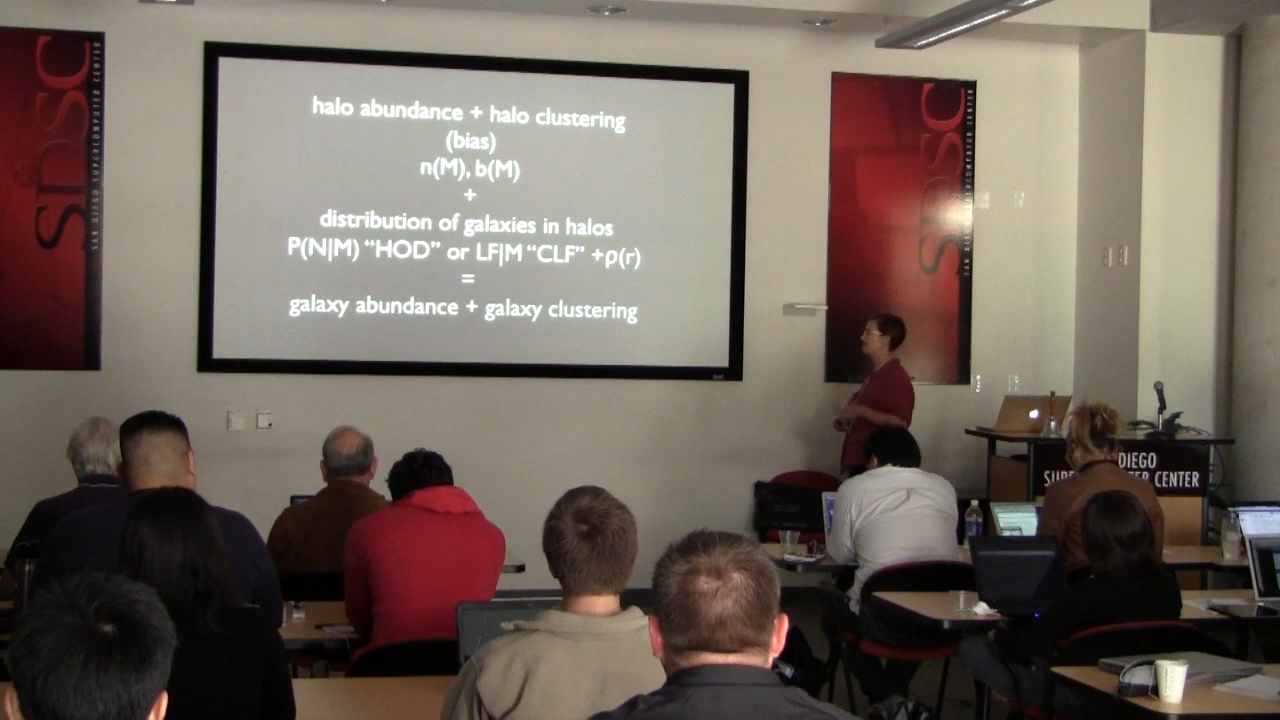 halo abundance + halo clustering
(bias)
n(M), b(M)
+
distribution of galaxies in halos
P(N|M) “HOD” or LF|M “CLF” +ρ(r)
=
galaxy abundance + galaxy clustering
SDSC
SAN DIEGO SUPERCOMPUTER CENTER
SDSC
SAN DIEGO SUPERCOMPUTER CENTER
DIEGO
CENTER